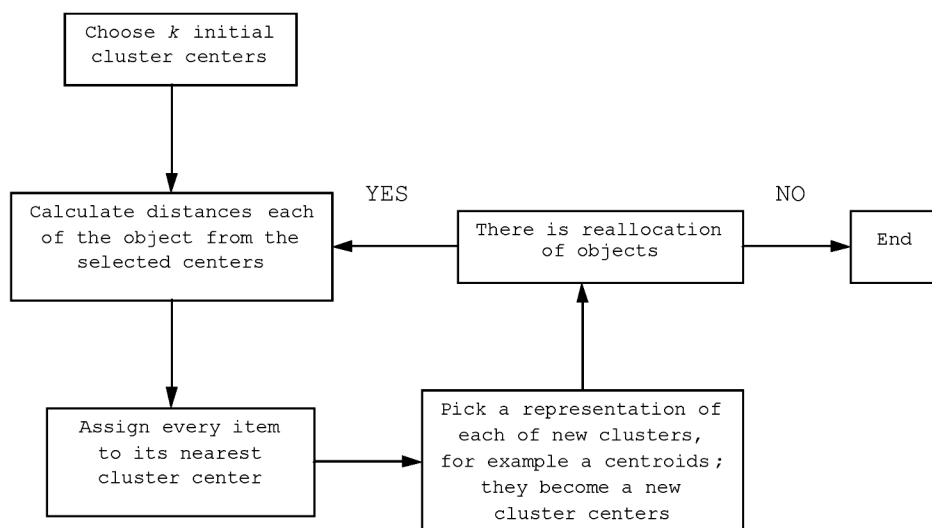 Choose k initial
cluster centers
Calculate distances each
of the object from the
selected centers
YES
There is reallocation
of objects
NO
End
Assign every item
to its nearest
cluster center
Pick a representation of
each of new clusters,
for example a centroids;
they become a new
cluster centers